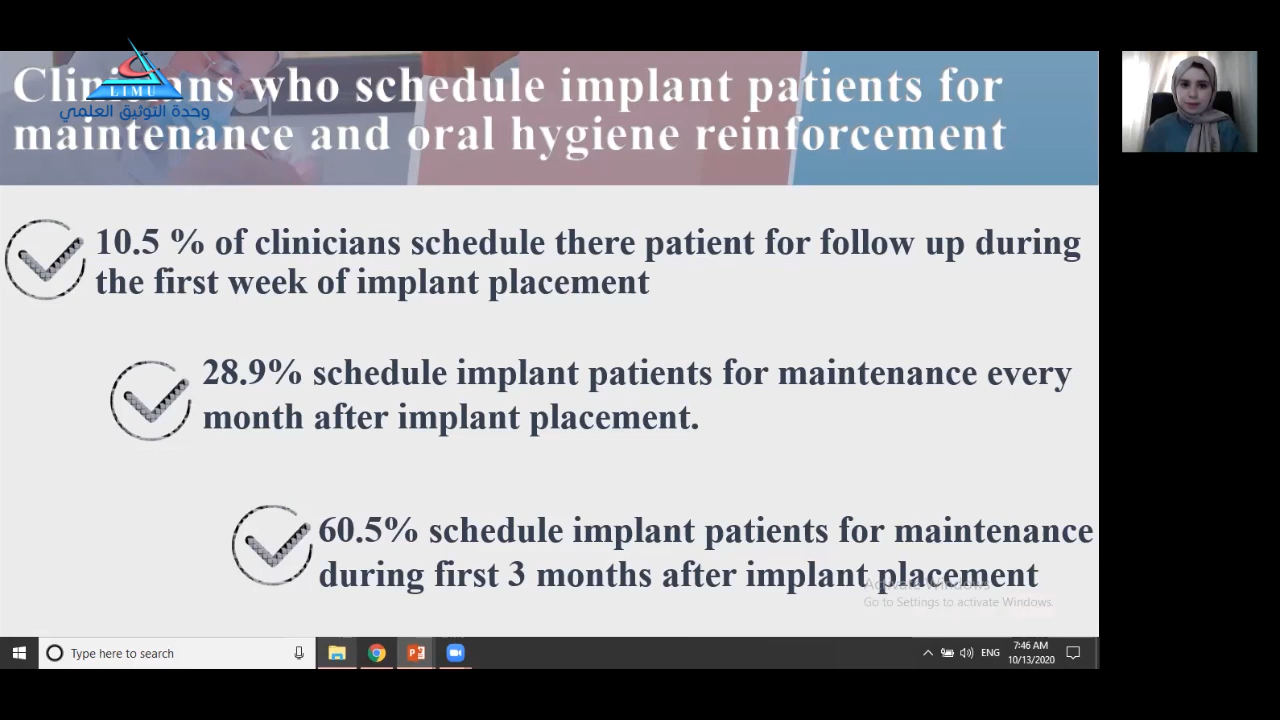 Clinicians who schedule implant patients for
maintenance and oral hygiene reinforcement
LIMU
وحدة التوثيق العلمي
10.5 % of clinicians schedule there patient for follow up during
the first week of implant placement
28.9% schedule implant patients for maintenance every
month after implant placement.
60.5% schedule implant patients for maintenance
during first 3 months after implant placement
Activate Windows
Go to Settings to activate Windows.
Type here to search
ENG
7:46 AM
10/13/2020